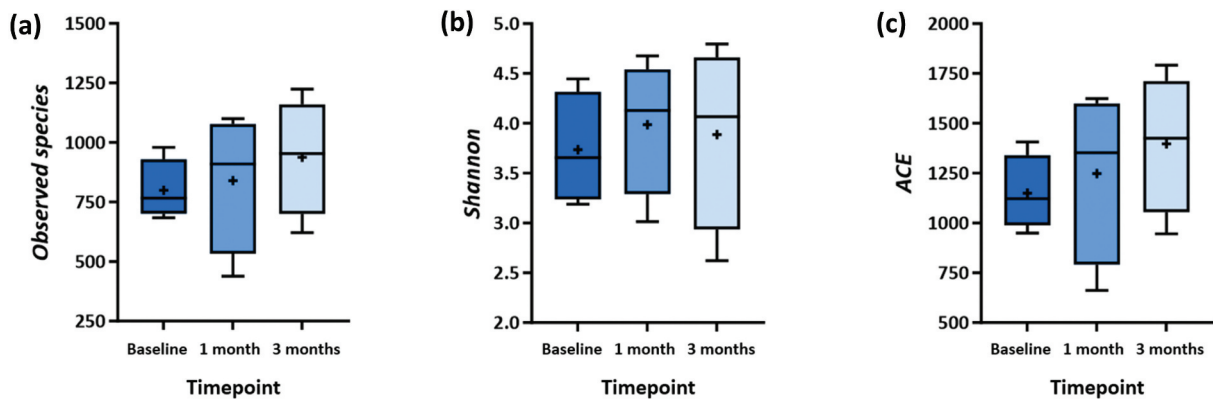 (a)
Observed species
1500
1250
1000
750
500
250
Baseline 1 month 3 months
Timepoint
(b)
Shannon
5.0
4.5
4.0
3.5
3.0
2.5
2.0
Baseline 1 month 3 months
Timepoint
(c)
ACE
2000
1750
1500
1250
1000
750
500
Baseline 1 month 3 months
Timepoint